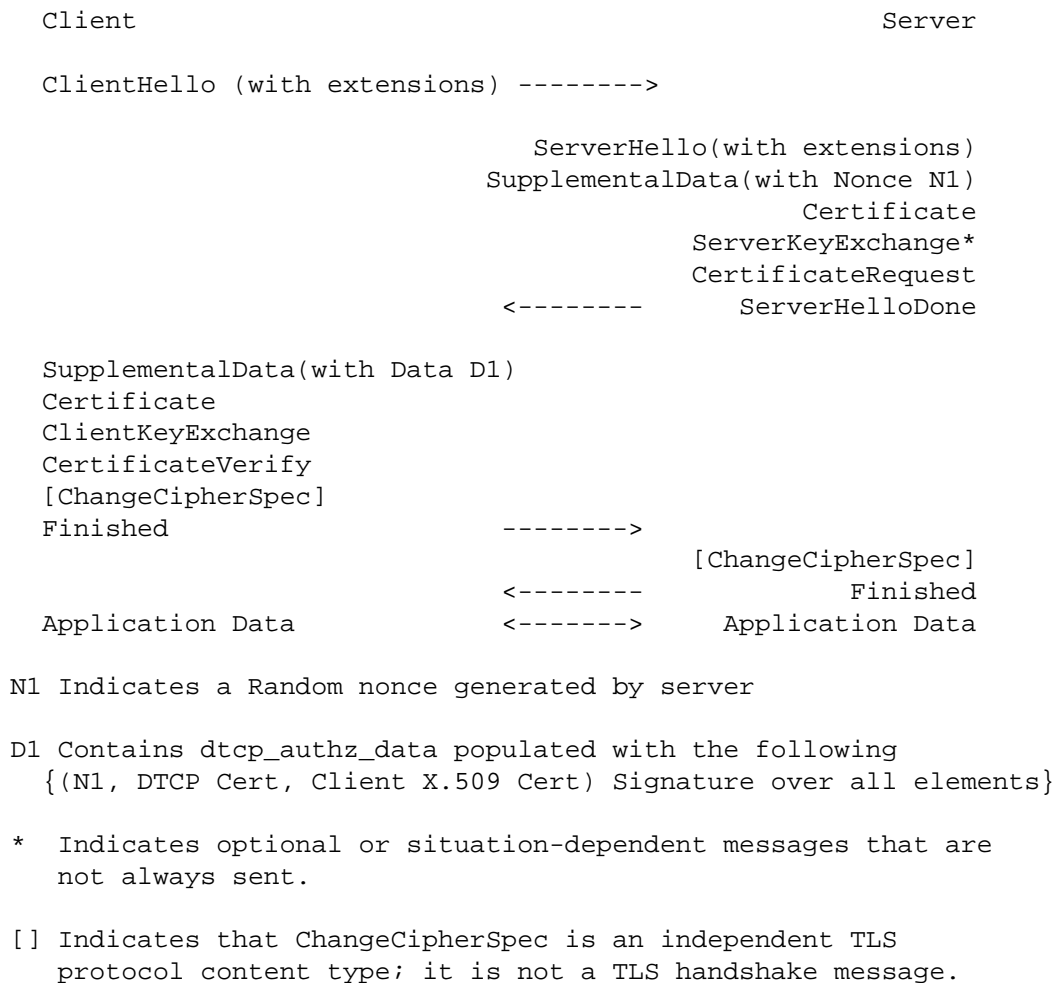 Client Server
ClientHello (with extensions) -------->
ServerHello(with extensions)
SupplementalData(with Nonce N1)
Certificate
ServerKeyExchange*
CertificateRequest
<-------- ServerHelloDone
SupplementalData(with Data D1)
Certificate
ClientKeyExchange
CertificateVerify
[ChangeCipherSpec]
Finished -------->
[ChangeCipherSpec]
<-------- Finished
Application Data <-------> Application Data
N1 Indicates a Random nonce generated by server
D1 Contains dtcp_authz_data populated with the following
{(N1, DTCP Cert, Client X.509 Cert) Signature over all elements}
* Indicates optional or situation-dependent messages that are
not always sent.
[] Indicates that ChangeCipherSpec is an independent TLS
protocol content type; it is not a TLS handshake message.